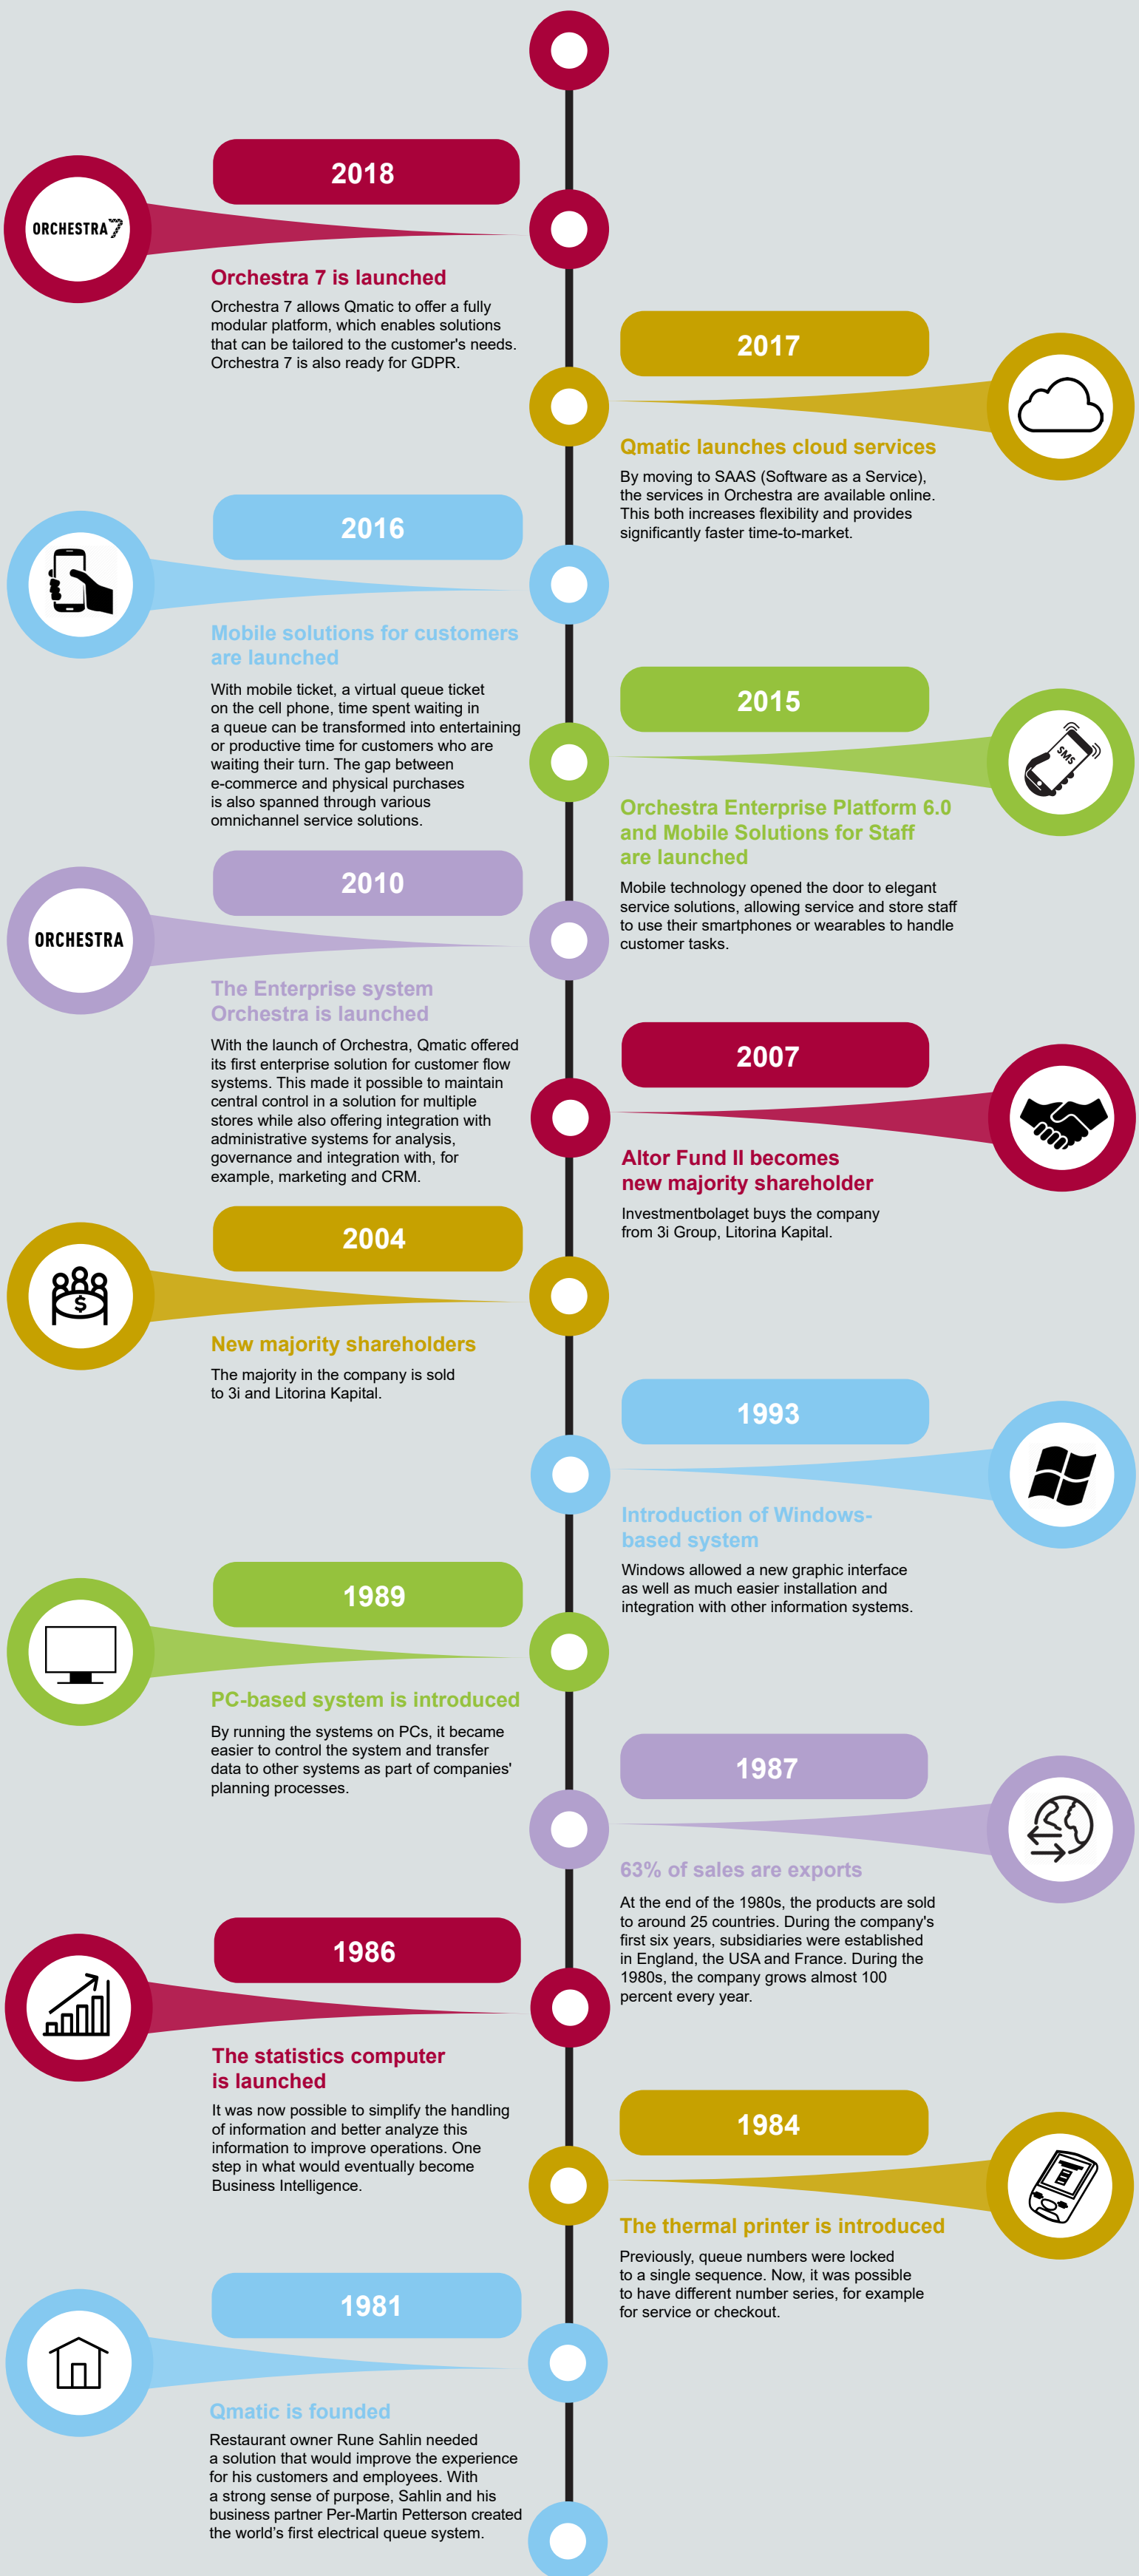 2018
ORCHESTRA 7
Orchestra 7 is launched
Orchestra 7 allows Qmatic to offer a fully
modular platform, which enables solutions
that can be tailored to the customer's needs.
Orchestra 7 is also ready for GDPR.
2017
Qmatic launches cloud services
By moving to SAAS (Software as a Service),
the services in Orchestra are available online.
This both increases flexibility and provides
significantly faster time-to-market.
2016
Mobile solutions for customers
are launched
With mobile ticket, a virtual queue ticket
on the cell phone, time spent waiting in
a queue can be transformed into entertaining
or productive time for customers who are
waiting their turn. The gap between
e-commerce and physical purchases
is also spanned through various
omnichannel service solutions.
2015
SMS
Orchestra Enterprise Platform 6.0
and Mobile Solutions for Staff
are launched
Mobile technology opened the door to elegant
service solutions, allowing service and store staff
to use their smartphones or wearables to handle
customer tasks.
2010
ORCHESTRA
The Enterprise system
Orchestra is launched
With the launch of Orchestra, Qmatic offered
its first enterprise solution for customer flow
systems. This made it possible to maintain
central control in a solution for multiple
stores while also offering integration with
administrative systems for analysis,
governance and integration with, for
example, marketing and CRM.
2007
Altor Fund II becomes
new majority shareholder
Investmentbolaget buys the company
from 3i Group, Litorina Kapital.
2004
$
New majority shareholders
The majority in the company is sold
to 3i and Litorina Kapital.
1993
Introduction of Windows-
based system
Windows allowed a new graphic interface
as well as much easier installation and
integration with other information systems.
1989
PC-based system is introduced
By running the systems on PCs, it became
easier to control the system and transfer
data to other systems as part of companies'
planning processes.
1987
63% of sales are exports
At the end of the 1980s, the products are sold
to around 25 countries. During the company's
first six years, subsidiaries were established
in England, the USA and France. During the
1980s, the company grows almost 100
percent every year.
1986
The statistics computer
is launched
It was now possible to simplify the handling
of information and better analyze this
information to improve operations. One
step in what would eventually become
Business Intelligence.
1984
The thermal printer is introduced
Previously, queue numbers were locked
to a single sequence. Now, it was possible
to have different number series, for example
for service or checkout.
1981
Qmatic is founded
Restaurant owner Rune Sahlin needed
a solution that would improve the experience
for his customers and employees. With
a strong sense of purpose, Sahlin and his
business partner Per-Martin Petterson created
the world's first electrical queue system.